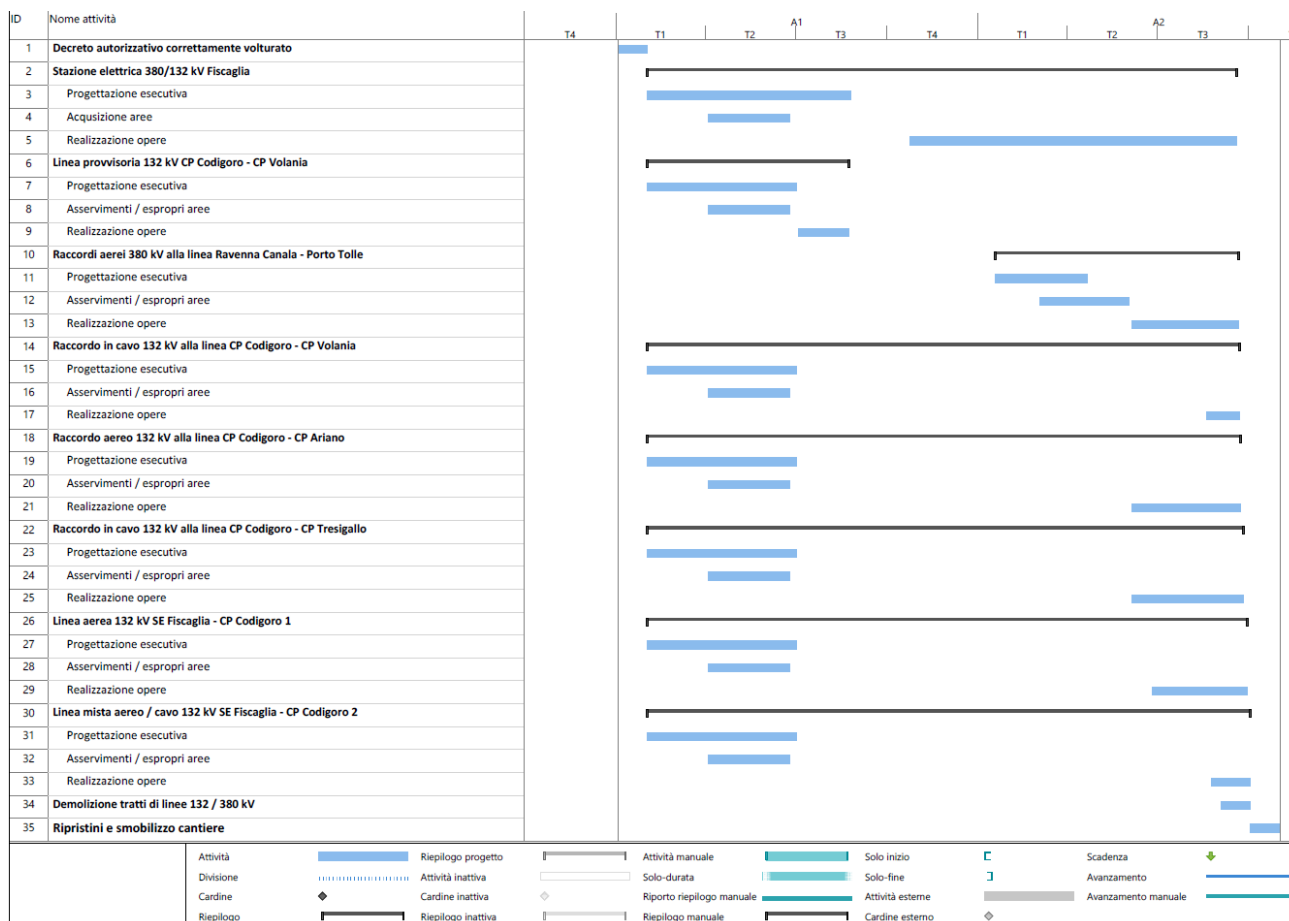 ID Nome attività A1 A2
T4 T1 T2 T3 T4 T1 T2 T3
1 Decreto autorizzativo correttamente volturato
2 Stazione elettrica 380/132 kV Fiscaglia
3 Progettazione esecutiva
4 Acqusizione aree
5 Realizzazione opere
6 Linea provvisoria 132 kV CP Codigoro - CP Volania
7 Progettazione esecutiva
8 Asservimenti / espropri aree
9 Realizzazione opere
10 Raccordi aerei 380 kV alla linea Ravenna Canala - Porto Tolle
11 Progettazione esecutiva
12 Asservimenti / espropri aree
13 Realizzazione opere
14 Raccordo in cavo 132 kV alla linea CP Codigoro - CP Volania
15 Progettazione esecutiva
16 Asservimenti / espropri aree
17 Realizzazione opere
18 Raccordo aereo 132 kV alla linea CP Codigoro - CP Ariano
19 Progettazione esecutiva
20 Asservimenti / espropri aree
21 Realizzazione opere
22 Raccordo in cavo 132 kV alla linea CP Codigoro - CP Tresigallo
23 Progettazione esecutiva
24 Asservimenti / espropri aree
25 Realizzazione opere
26 Linea aerea 132 kV SE Fiscaglia - CP Codigoro 1
27 Progettazione esecutiva
28 Asservimenti / espropri aree
29 Realizzazione opere
30 Linea mista aereo / cavo 132 kV SE Fiscaglia - CP Codigoro 2
31 Progettazione esecutiva
32 Asservimenti / espropri aree
33 Realizzazione opere
34 Demolizione tratti di linee 132 / 380 kV
35 Ripristini e smobilizzo cantiere
Attività Riepilogo progetto Attività manuale Solo inizio Scadenza
Divisione Attività inattiva Solo-durata Solo-fine Avanzamento
Cardine Cardine inattiva Riporto riepilogo manuale Attività esterne Avanzamento manuale
Riepilogo Riepilogo inattiva Riepilogo manuale Cardine esterno